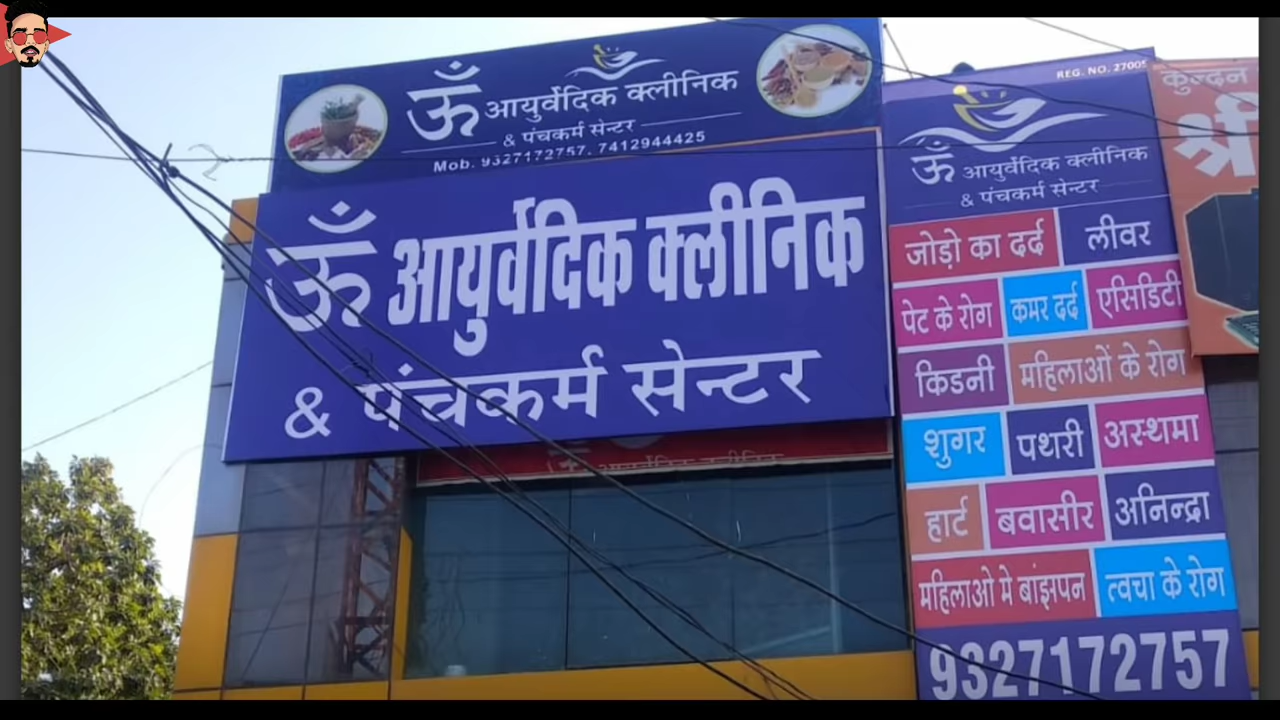 ॐ आयुर्वेदिक क्लीनिक
& पंचकर्म सेन्टर
Mob. 9327172757, 7412944425
ॐ आयुर्वेदिक क्लीनिक
& पंचकर्म सेन्टर
आयुर्वेदिक क्लीनिक
REG. NO. 27005
ॐ आयुर्वेदिक क्लीनिक
& पंचकर्म सेन्टर
जोड़ो का दर्द लीवर
पेट के रोग कमर दर्द एसिडिटी
किडनी महिलाओं के रोग
शुगर पथरी अस्थमा
हार्ट बवासीर अनिन्द्रा
महिलाओ मे बांझपन त्वचा के रोग
9327172757
कुन्दन
श्री